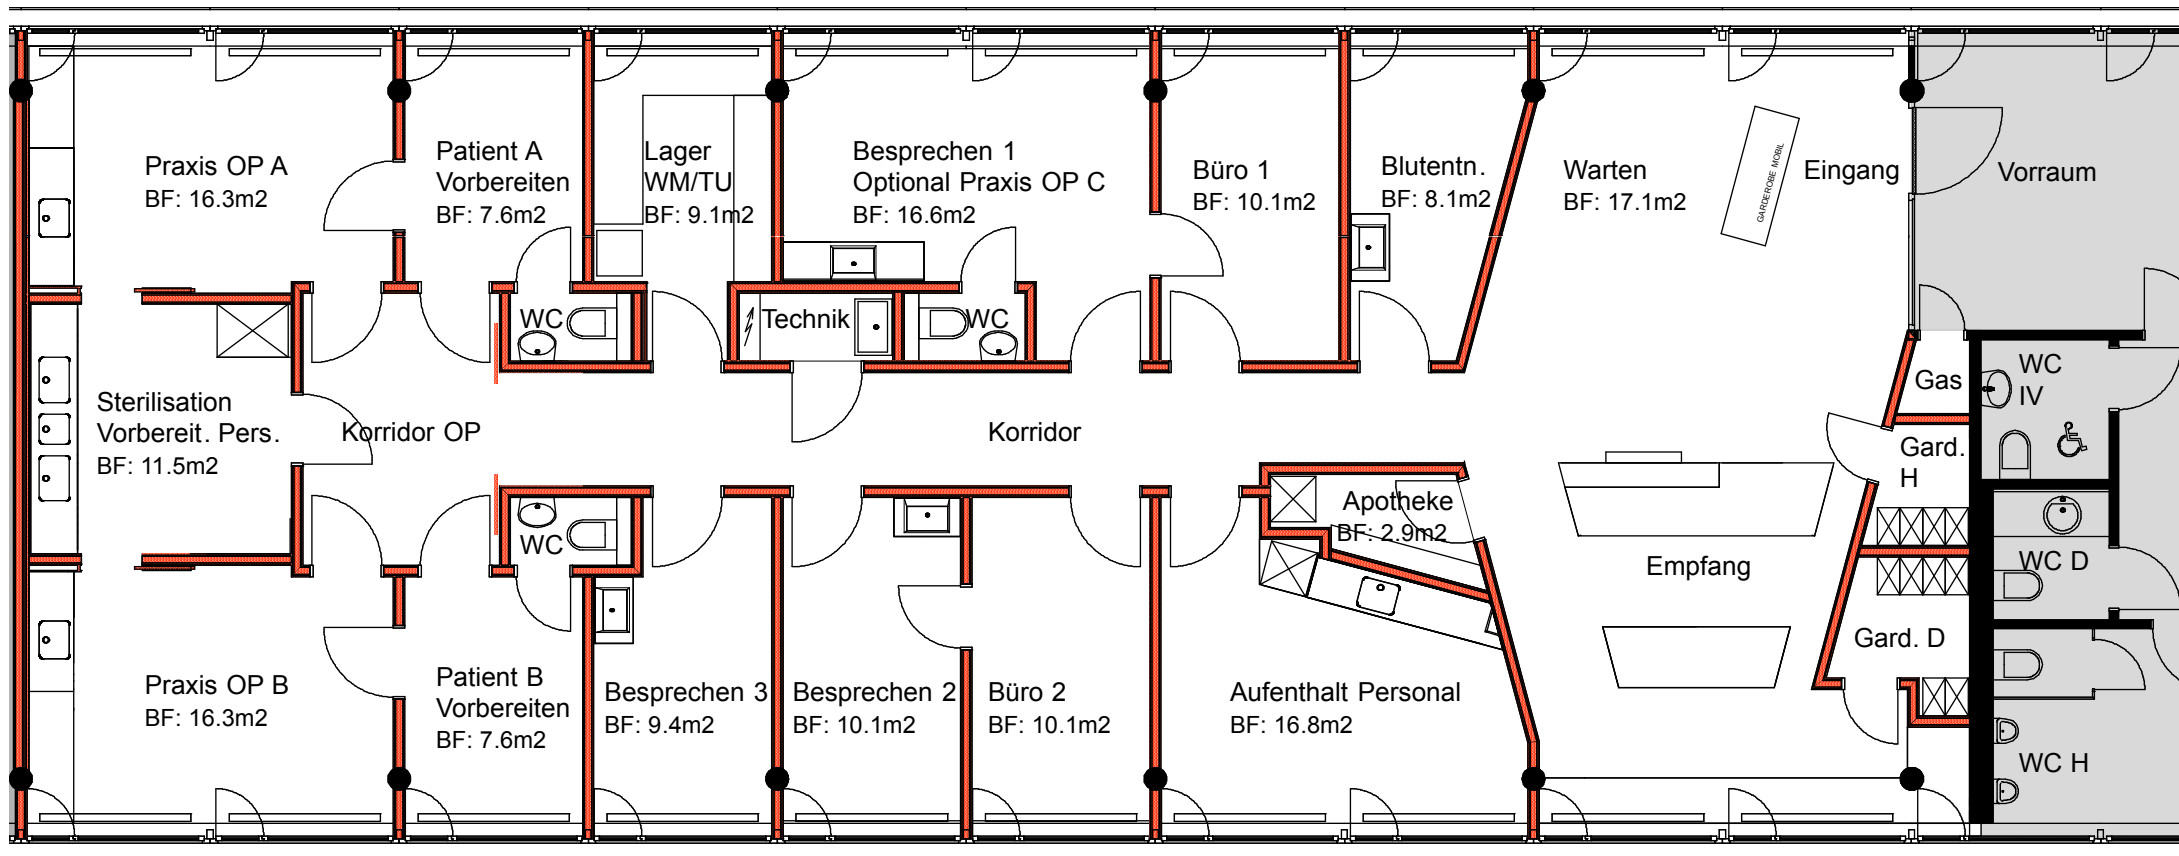 Praxis OP A
BF: 16.3m2
Patient A
Vorbereiten
BF: 7.6m2
Lager
WM/TU
BF: 9.1m2
Besprechen 1
Optional Praxis OP C
BF: 16.6m2
Büro 1
BF: 10.1m2
Blutentn.
BF: 8.1m2
Warten
BF: 17.1m2
GARDEROBE MOBIL
Eingang
Vorraum
WC
Technik
WC
Sterilisation
Vorbereit. Pers.
BF: 11.5m2
Korridor OP
Korridor
Gas
WC
IV
Gard.
H
Apotheke
BF: 2.9m2
WC
Empfang
WC D
Gard. D
Praxis OP B
BF: 16.3m2
Patient B
Vorbereiten
BF: 7.6m2
Besprechen 3
BF: 9.4m2
Besprechen 2
BF: 10.1m2
Büro 2
BF: 10.1m2
Aufenthalt Personal
BF: 16.8m2
WC H